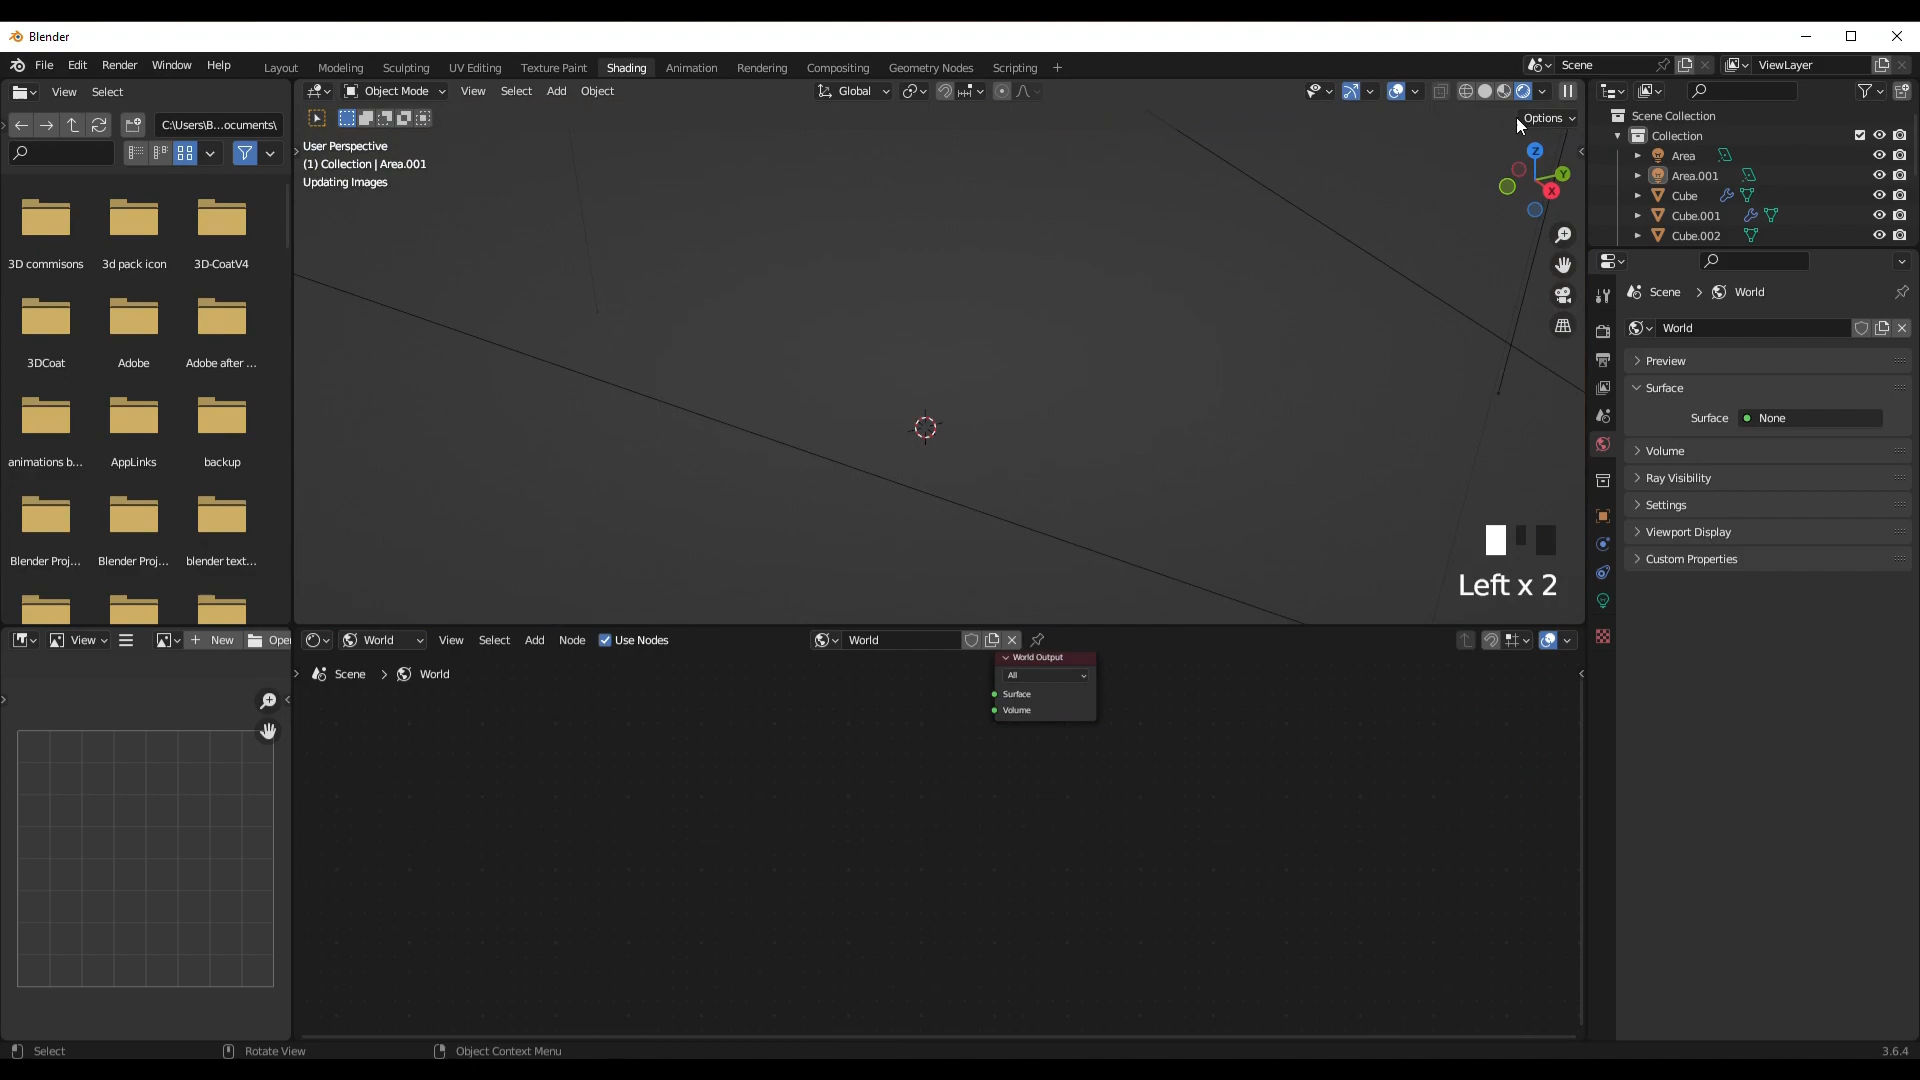 Blender
File Edit Render Window Help
Layout Modeling Sculpting UV Editing Texture Paint Shading Animation Rendering Compositing Geometry Nodes Scripting +
Scene
ViewLayer
View Select
Object Mode View Select Add Object
Global
C:\Users\B...ocuments\
Options
User Perspective
(1) Collection | Area.001
Updating Images
Z
Y
X
3D commisons 3d pack icon 3D-CoatV4
3DCoat Adobe Adobe after ...
animations b... AppLinks backup
Blender Proj... Blender Proj... blender text...
Scene Collection
Collection
Area
Area.001
Cube
Cube.001
Cube.002
Scene > World
World
Preview
Surface
Surface None
Volume
Ray Visibility
Settings
Viewport Display
Custom Properties
Left x 2
View New Ope
World View Select Add Node Use Nodes
World
Scene > World
World Output
All
Surface
Volume
Select Rotate View Object Context Menu
3.6.4